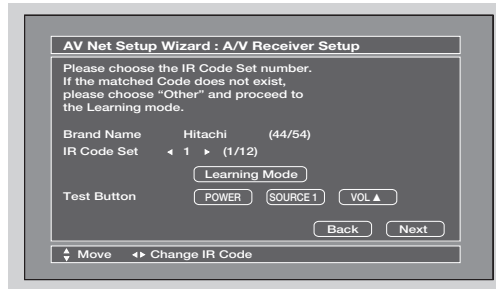 AV Net Setup Wizard : A/V Receiver Setup
Please choose the IR Code Set number.
If the matched Code does not exist,
please choose “Other” and proceed to
the Learning mode.
Brand Name Hitachi (44/54)
IR Code Set ◄ 1 ► (1/12)
Learning Mode
Test Button POWER SOURCE 1 VOL ▲
Back Next
▲▼ Move ◄► Change IR Code